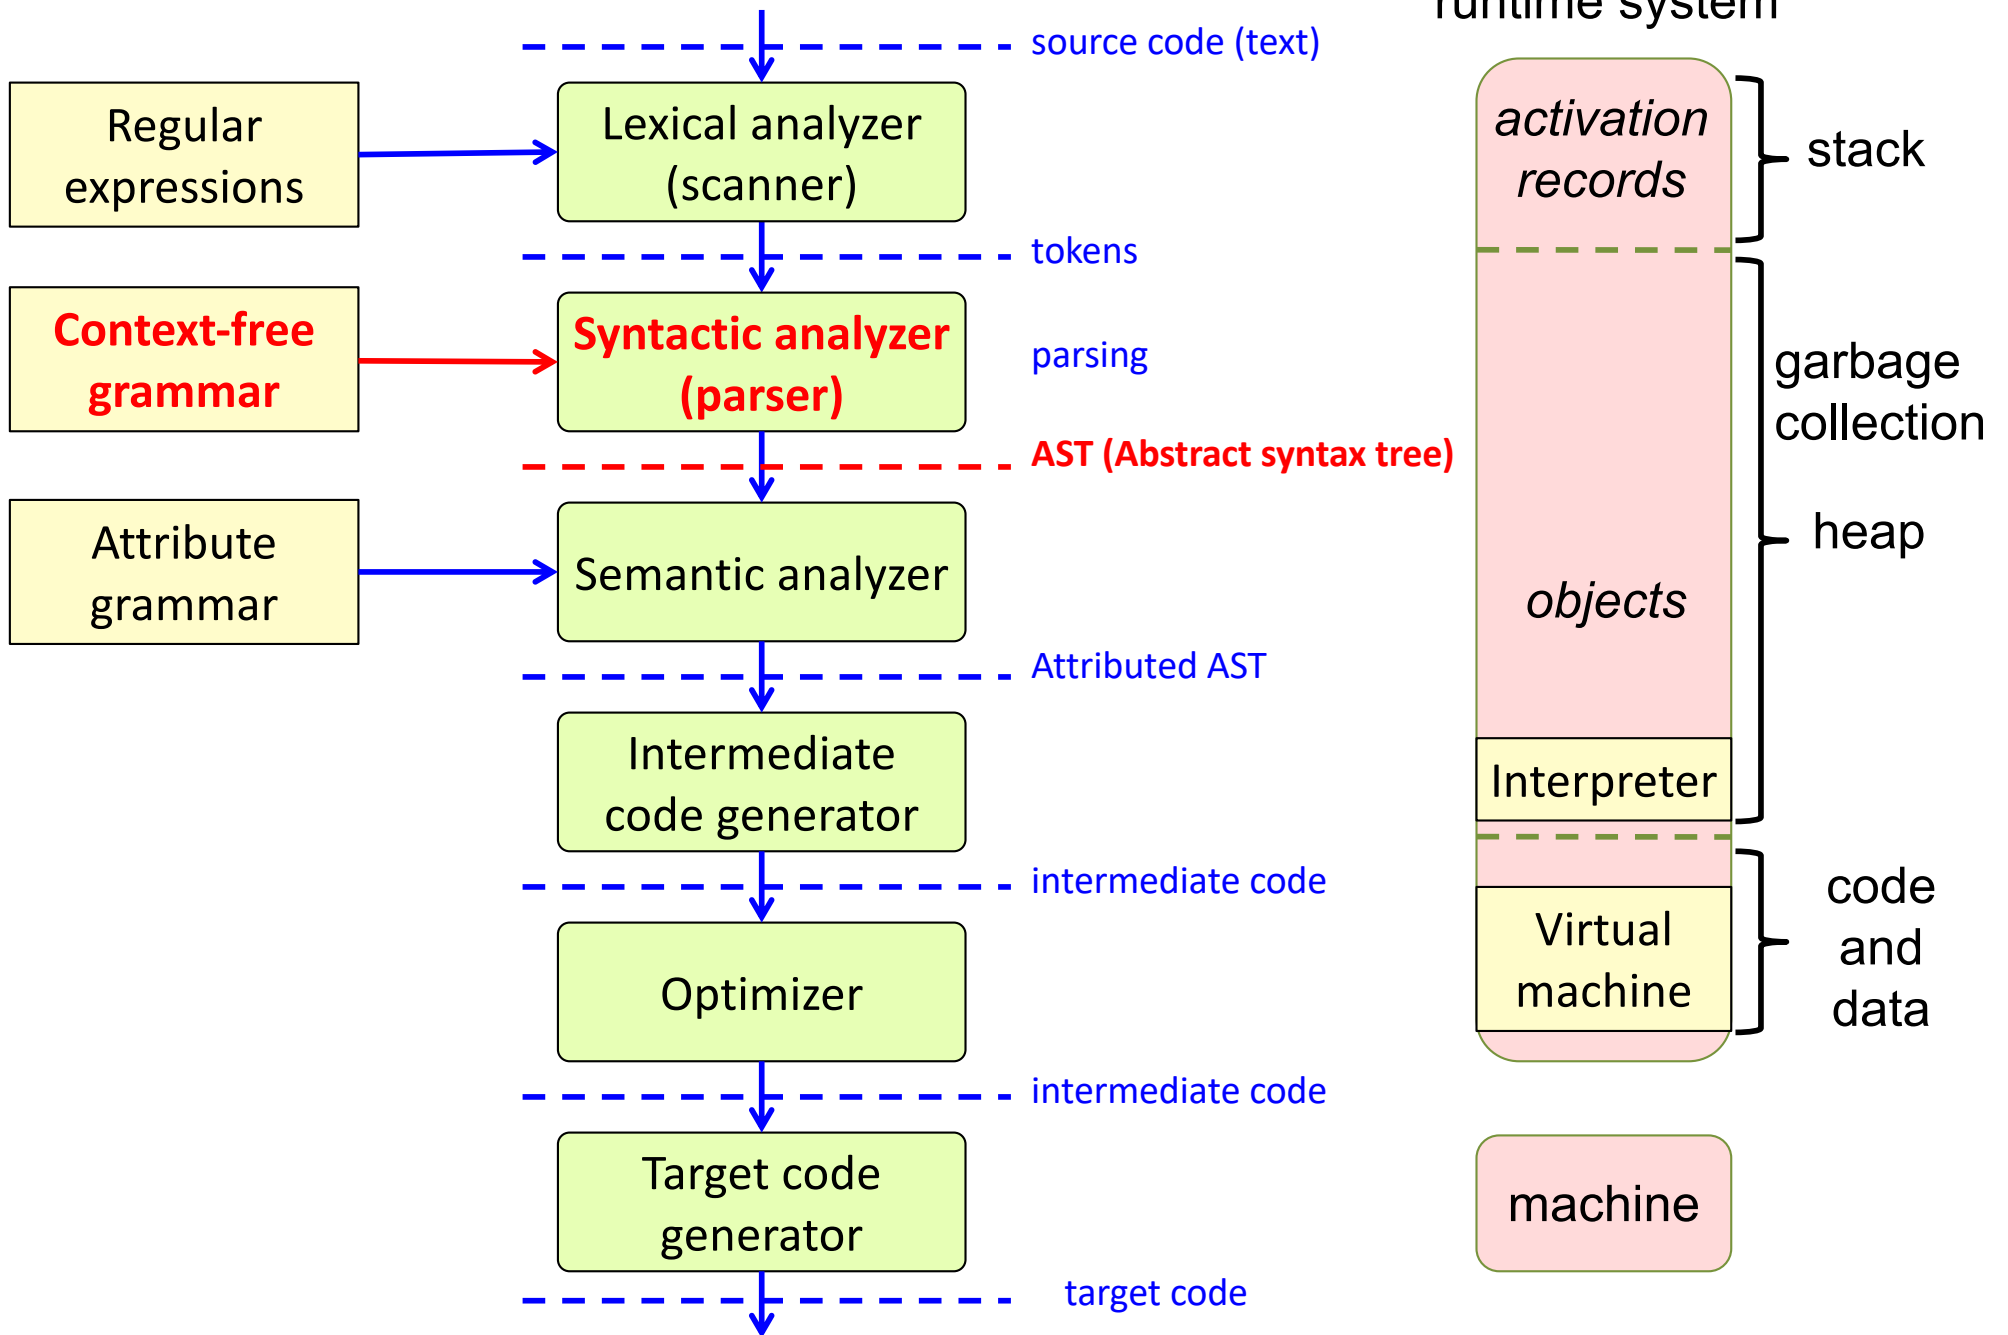 runtime system
source code (text)
Regular
expressions
Lexical analyzer
(scanner)
tokens
Context-free
grammar
Syntactic analyzer
(parser)
parsing
AST (Abstract syntax tree)
Attribute
grammar
Semantic analyzer
Attributed AST
Intermediate
code generator
intermediate code
Optimizer
intermediate code
Target code
generator
target code
activation
records
stack
garbage
collection
heap
objects
Interpreter
Virtual
machine
code
and
data
machine